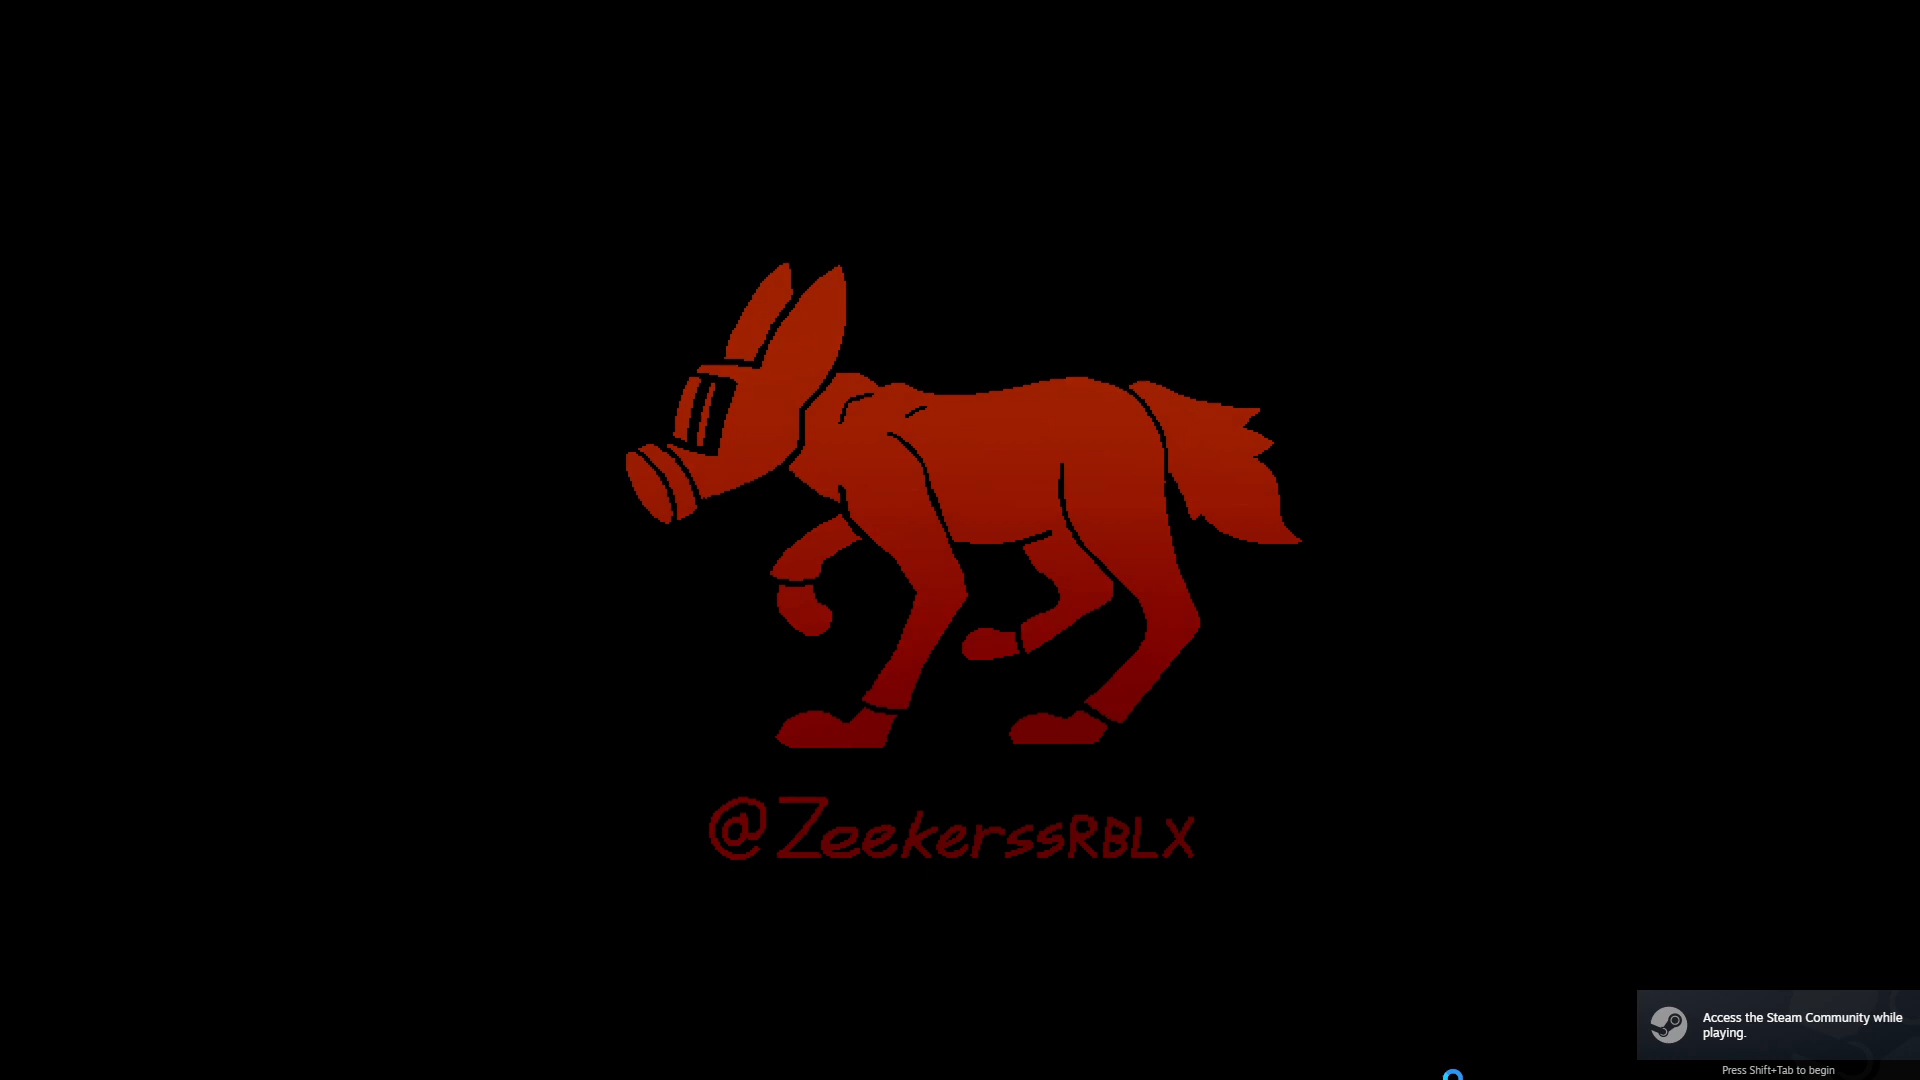 @ZeekerssRBLX
Access the Steam Community while
playing.
Press Shift+Tab to begin